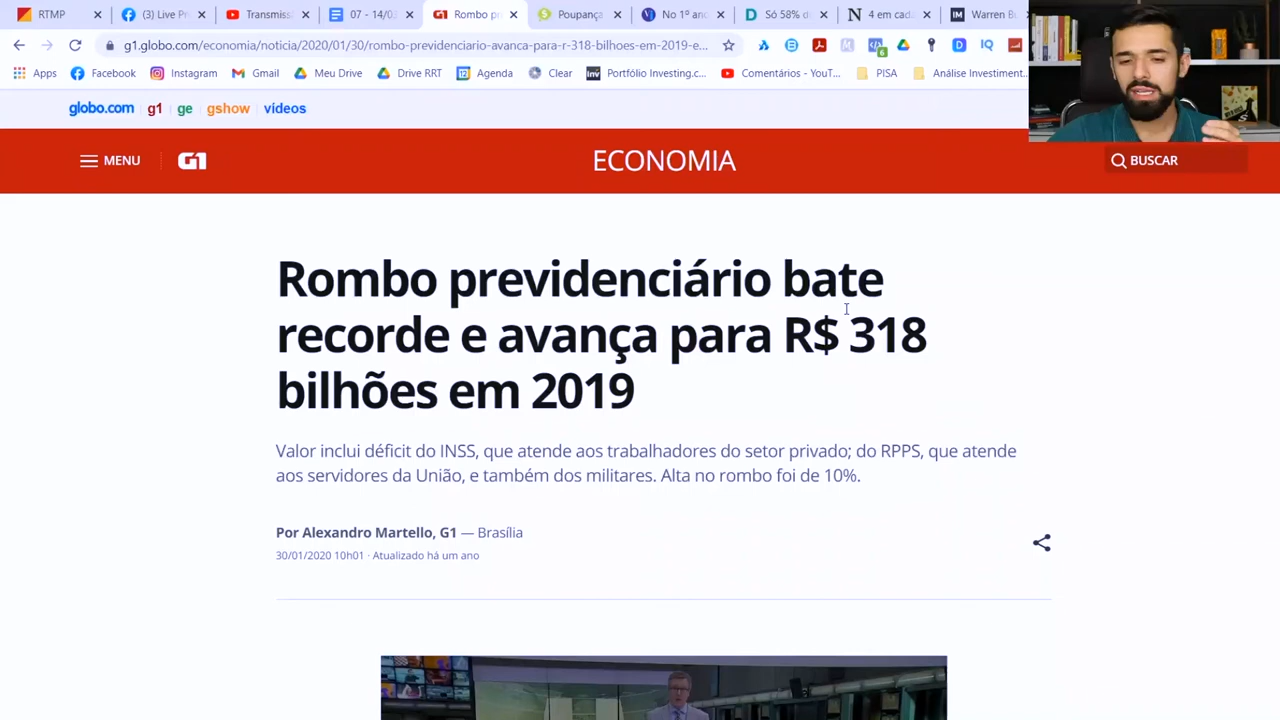 RTMP
(3) Live Pr
Transmiss
07 - 14/03
Rombo pr
Poupança
No 1º an
Só 58% d
4 em cad
Warren Bu
g1.globo.com/economia/noticia/2020/01/30/rombo-previdenciario-avanca-para-r-318-bilhoes-em-2019-e...
6
Apps
Facebook
Instagram
Gmail
Meu Drive
Drive RRT
Agenda
Clear
Portfólio Investing.c...
Comentários - YouT...
PISA
Análise Investiment...
globo.com g1 ge gshow vídeos
MENU
G1
ECONOMIA
BUSCAR
Rombo previdenciário bate
recorde e avança para R$ 318
bilhões em 2019
Valor inclui déficit do INSS, que atende aos trabalhadores do setor privado; do RPPS, que atende
aos servidores da União, e também dos militares. Alta no rombo foi de 10%.
Por Alexandro Martello, G1 — Brasília
30/01/2020 10h01 · Atualizado há um ano